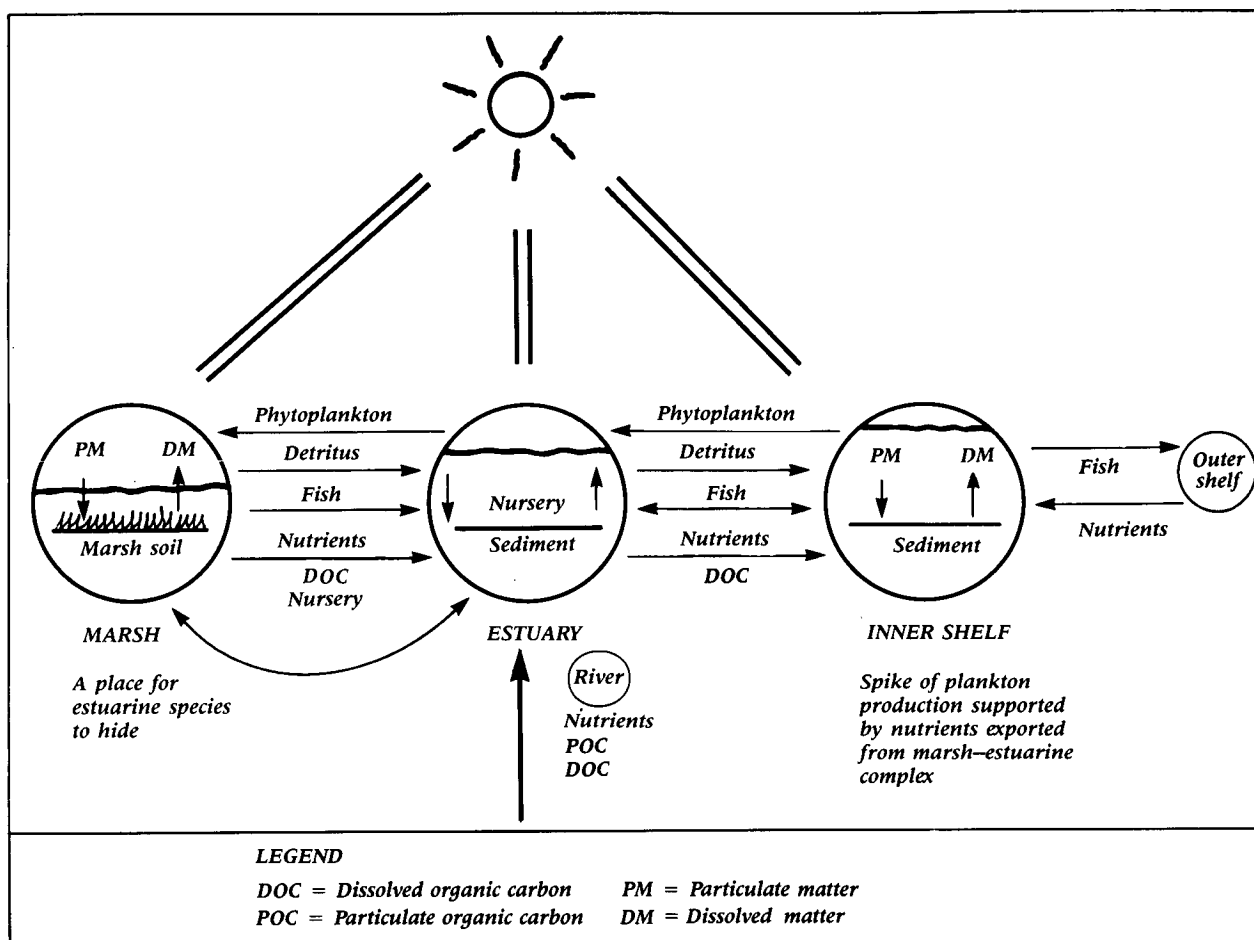 Phytoplankton
Detritus
Fish
Nutrients
DOC
Nursery
PM
DM
Marsh soil
MARSH
A place for
estuarine species
to hide
Nursery
Sediment
ESTUARY
River
Nutrients
POC
DOC
Phytoplankton
Detritus
Fish
Nutrients
DOC
PM
DM
Sediment
INNER SHELF
Spike of plankton
production supported
by nutrients exported
from marsh–estuarine
complex
Fish
Nutrients
Outer
shelf
LEGEND
DOC = Dissolved organic carbon PM = Particulate matter
POC = Particulate organic carbon DM = Dissolved matter